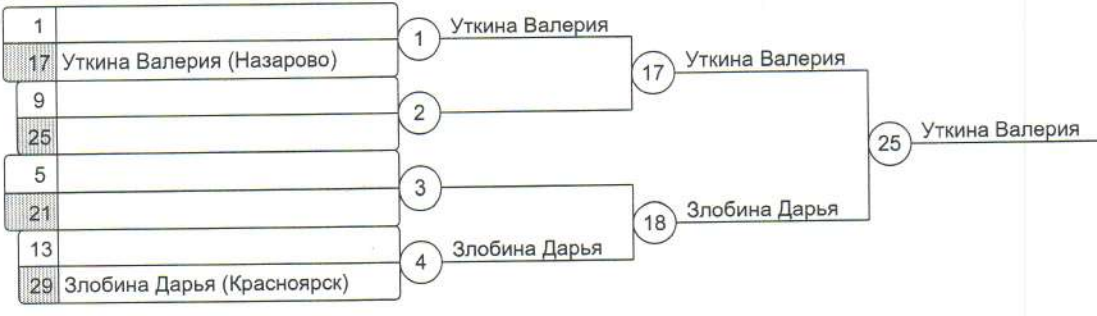 1
17 Уткина Валерия (Назарово)
9
25
5
21
13
29 Злобина Дарья (Красноярск)
1 Уткина Валерия
2
3
4 Злобина Дарья
17 Уткина Валерия
18 Злобина Дарья
25 Уткина Валерия